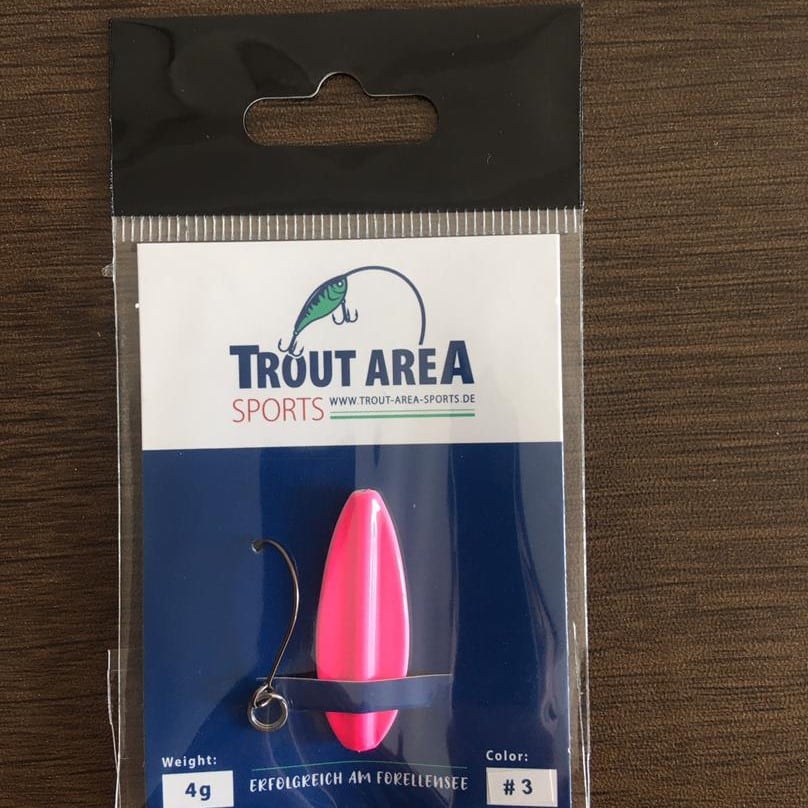 TROUT AREA
SPORTS WWW.TROUT-AREA-SPORTS.DE
Weight: Color:
4g ERFOLGREICH AM FORELLENSEE # 3